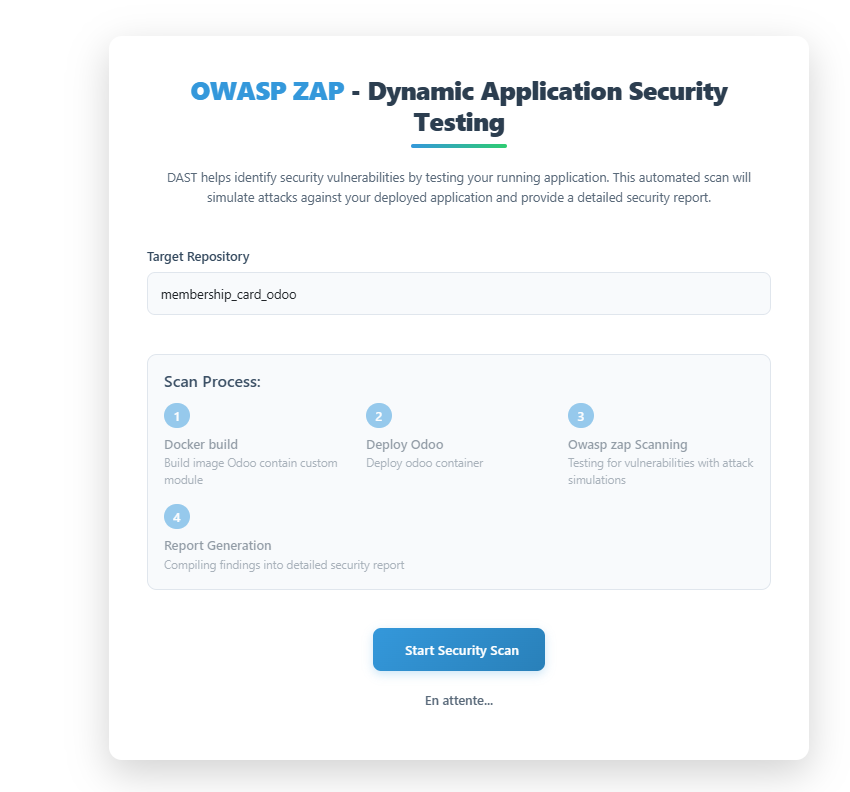 OWASP ZAP - Dynamic Application Security
Testing
DAST helps identify security vulnerabilities by testing your running application. This automated scan will
simulate attacks against your deployed application and provide a detailed security report.
Target Repository
membership_card_odoo
Scan Process:
1
Docker build
Build image Odoo contain custom
module
2
Deploy Odoo
Deploy odoo container
3
Owasp zap Scanning
Testing for vulnerabilities with attack
simulations
4
Report Generation
Compiling findings into detailed security report
Start Security Scan
En attente...